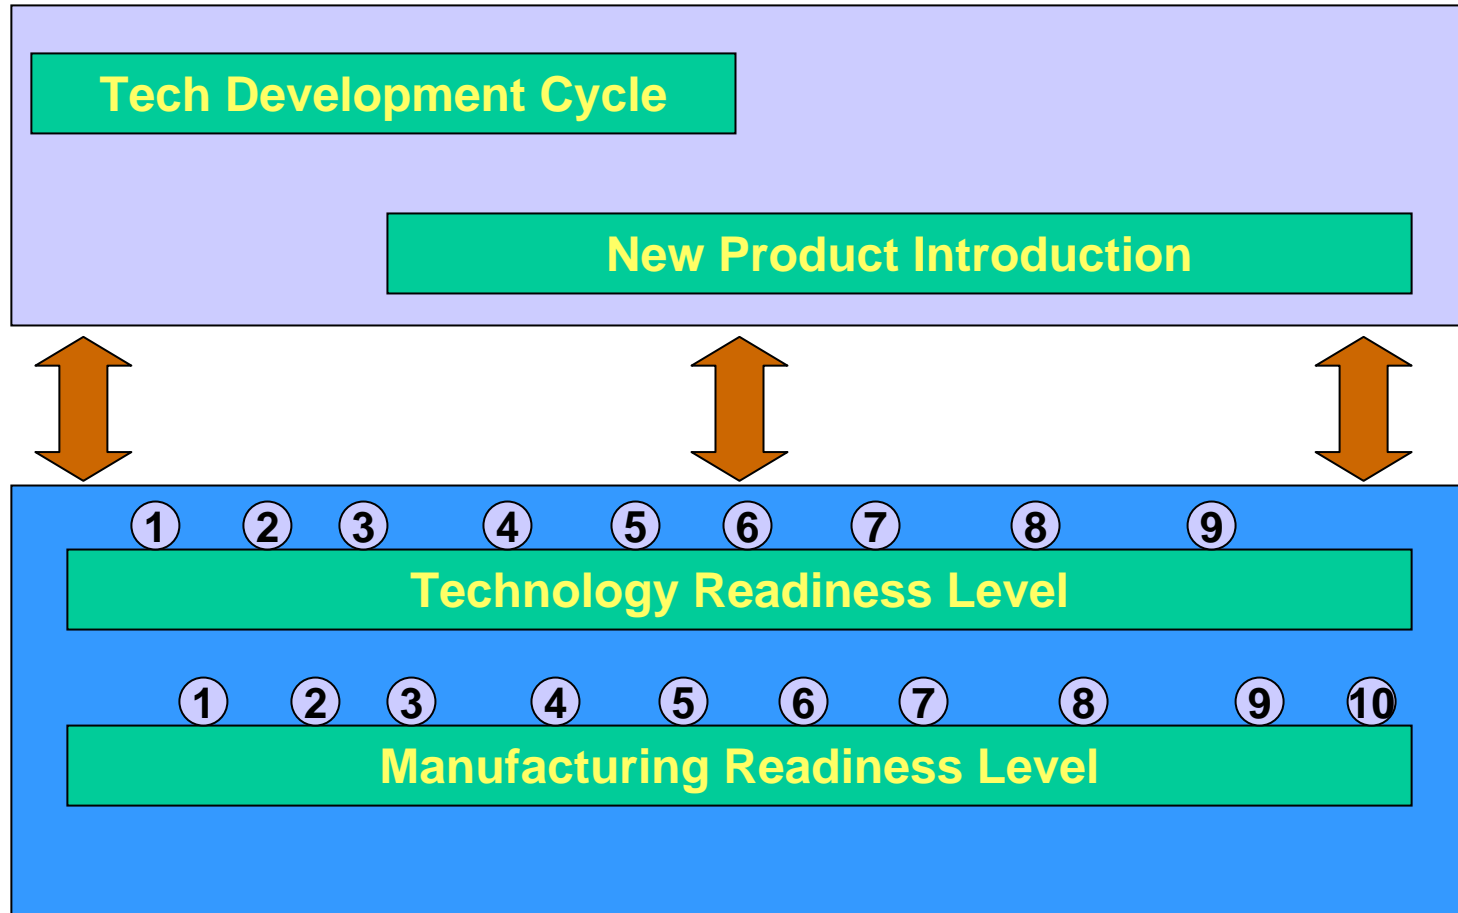 Tech Development Cycle
New Product Introduction
1 2 3 4 5 6 7 8 9
Technology Readiness Level
1 2 3 4 5 6 7 8 9 10
Manufacturing Readiness Level